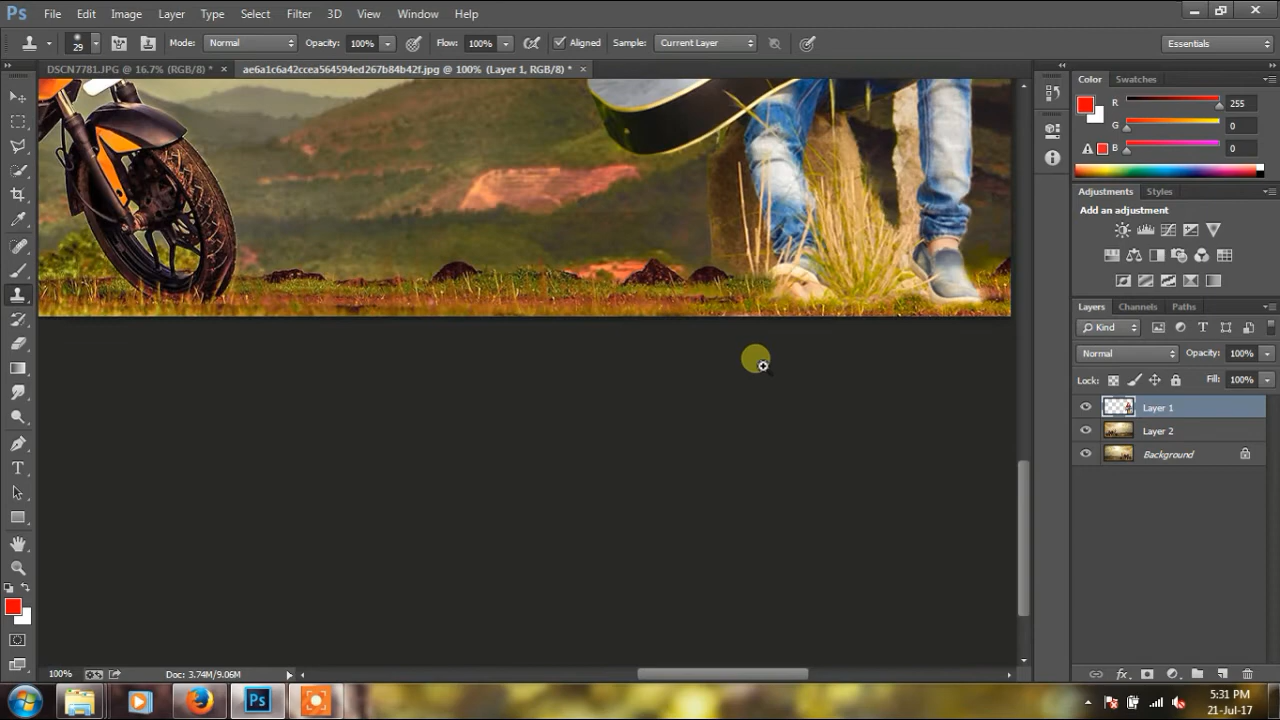 Ps File Edit Image Layer Type Select Filter 3D View Window Help
29 Mode: Normal Opacity: 100% Flow: 100% Aligned Sample: Current Layer Essentials
DSCN7781.JPG @ 16.7% (RGB/8) * × ae6a1c6a42ccea564594ed267b84b42f.jpg @ 100% (Layer 1, RGB/8) * ×
Color Swatches
R 255
G 0
B 0
Adjustments Styles
Add an adjustment
Layers Channels Paths
Kind
Normal Opacity: 100%
Lock: Fill: 100%
Layer 1
Layer 2
Background
100% Doc: 3.74M/9.06M
Ps
5:31 PM
21-Jul-17